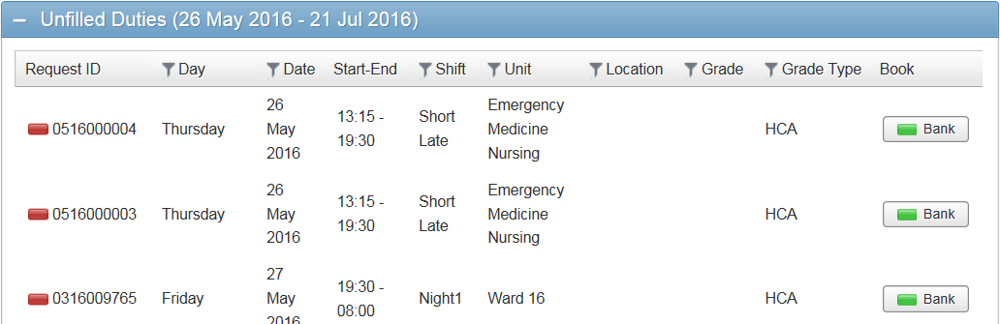 Unfilled Duties (26 May 2016 - 21 Jul 2016)
Request ID Day Date Start-End Shift Unit Location Grade Grade Type Book
0516000004 Thursday 26 May 2016 13:15 - 19:30 Short Late Emergency Medicine Nursing HCA Bank
0516000003 Thursday 26 May 2016 13:15 - 19:30 Short Late Emergency Medicine Nursing HCA Bank
0316009765 Friday 27 May 2016 19:30 - 08:00 Night1 Ward 16 HCA Bank